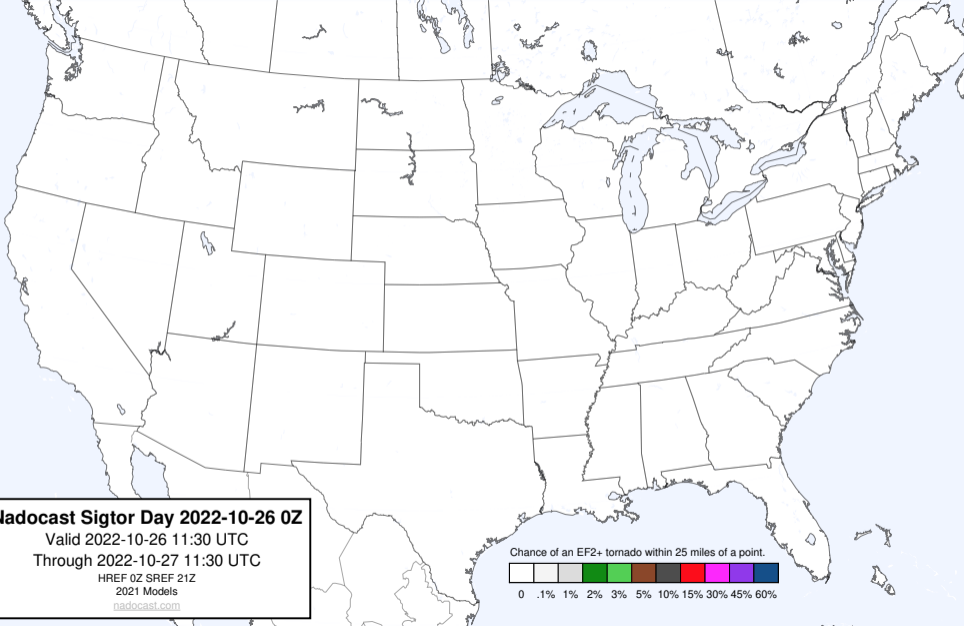 Nadocast Sigtor Day 2022-10-26 0Z
Valid 2022-10-26 11:30 UTC
Through 2022-10-27 11:30 UTC
HREF 0Z SREF 21Z
2021 Models
nadocast.com
Chance of an EF2+ tornado within 25 miles of a point.
0 .1% 1% 2% 3% 5% 10% 15% 30% 45% 60%